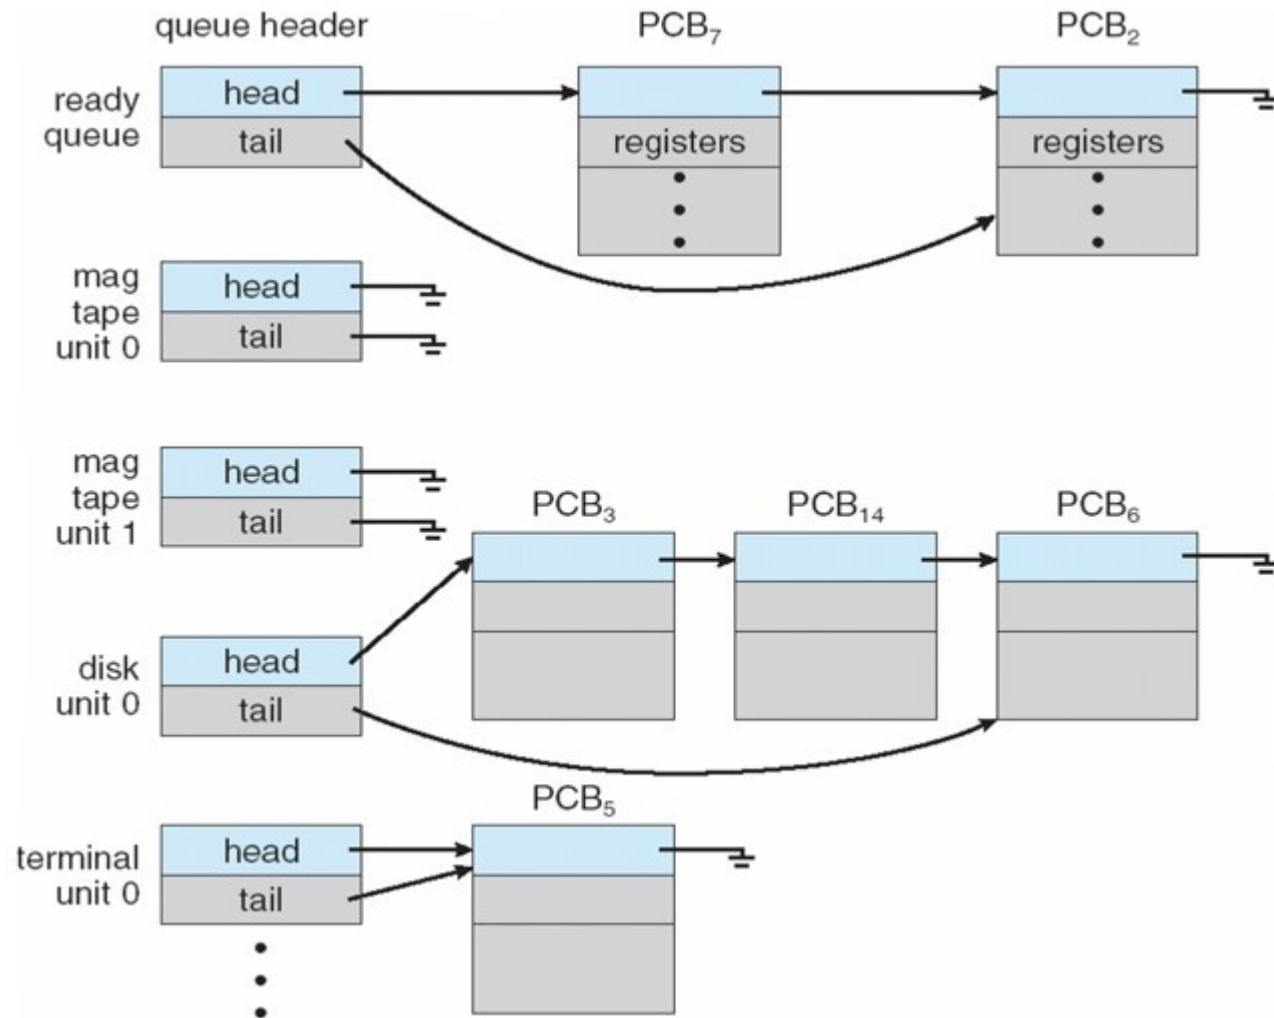 queue header
PCB₇
PCB₂
ready
queue
head
tail
registers
registers
mag
tape
unit 0
head
tail
mag
tape
unit 1
head
tail
PCB₃
PCB₁₄
PCB₆
disk
unit 0
head
tail
PCB₅
terminal
unit 0
head
tail